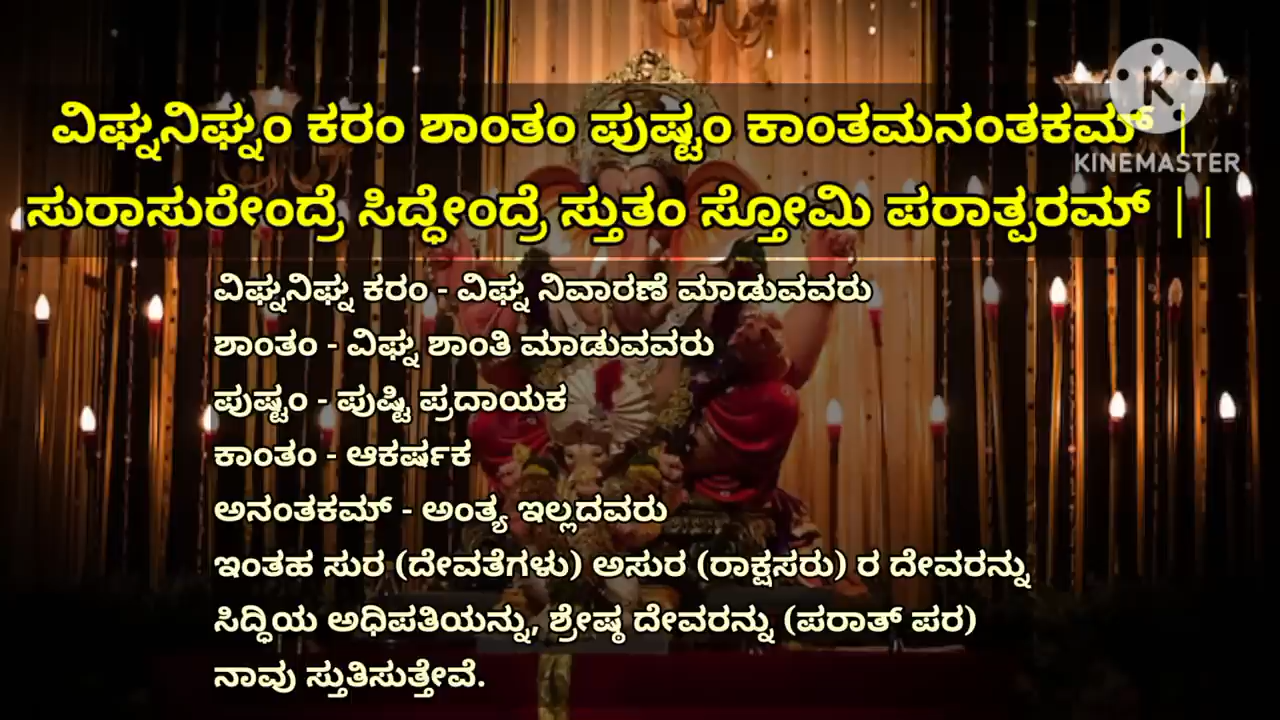 ವಿಘ್ನನಿಘ್ನಂ ಕರಂ ಶಾಂತಂ ಪುಷ್ಟಂ ಕಾಂತಮನಂತಕಮ್ |
ಸುರಾಸುರೇಂದ್ರೆ ಸಿದ್ಧೇಂದ್ರೆ ಸ್ತುತಂ ಸ್ತೋಮಿ ಪರಾತ್ಪರಮ್ ||
KINEMASTER
ವಿಘ್ನನಿಘ್ನ ಕರಂ - ವಿಘ್ನ ನಿವಾರಣೆ ಮಾಡುವವರು
ಶಾಂತಂ - ವಿಘ್ನ ಶಾಂತಿ ಮಾಡುವವರು
ಪುಷ್ಟಂ - ಪುಷ್ಟಿ ಪ್ರದಾಯಕ
ಕಾಂತಂ - ಆಕರ್ಷಕ
ಅನಂತಕಮ್ - ಅಂತ್ಯ ಇಲ್ಲದವರು
ಇಂತಹ ಸುರ (ದೇವತೆಗಳು) ಅಸುರ (ರಾಕ್ಷಸರು) ರ ದೇವರನ್ನು
ಸಿದ್ಧಿಯ ಅಧಿಪತಿಯನ್ನು, ಶ್ರೇಷ್ಠ ದೇವರನ್ನು (ಪರಾತ್ ಪರ)
ನಾವು ಸ್ತುತಿಸುತ್ತೇವೆ.